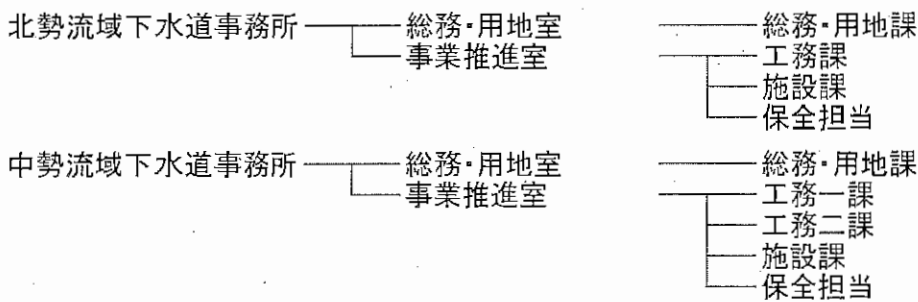 北勢流域下水道事務所 総務・用地室 総務・用地課
事業推進室 工務課
施設課
保全担当
中勢流域下水道事務所 総務・用地室 総務・用地課
事業推進室 工務一課
工務二課
施設課
保全担当